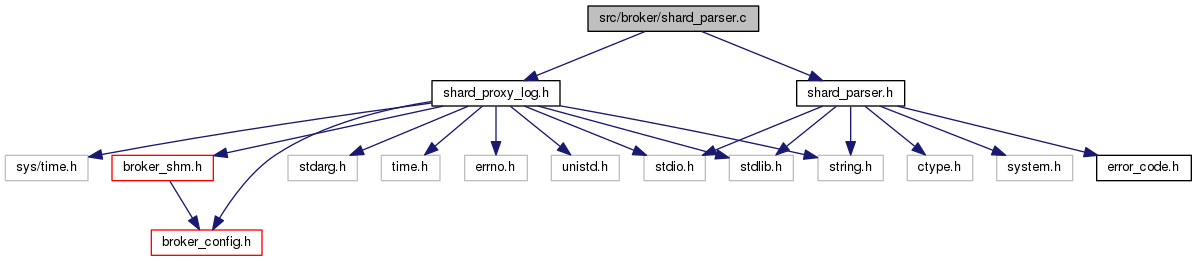 src/broker/shard_parser.c
shard_proxy_log.h
shard_parser.h
sys/time.h
broker_shm.h
stdarg.h
time.h
errno.h
unistd.h
stdio.h
stdlib.h
string.h
ctype.h
system.h
error_code.h
broker_config.h